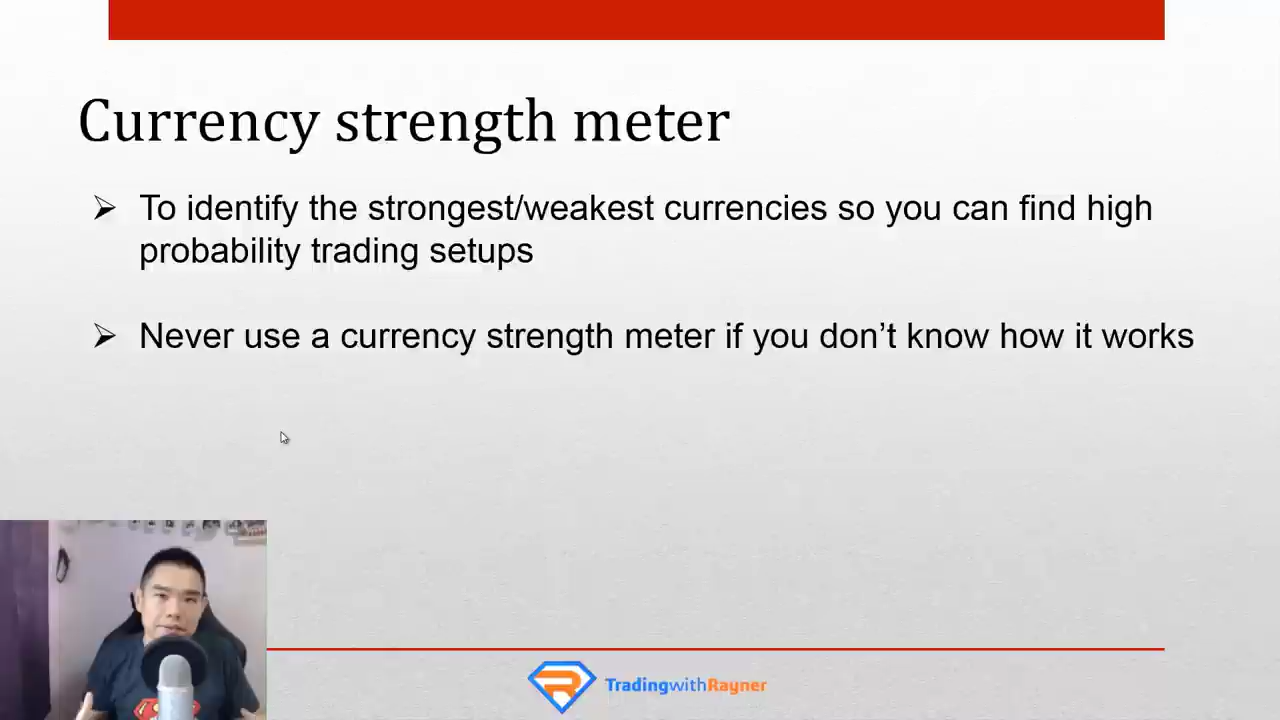 Currency strength meter
➢ To identify the strongest/weakest currencies so you can find high
probability trading setups
➢ Never use a currency strength meter if you don’t know how it works
TradingwithRayner